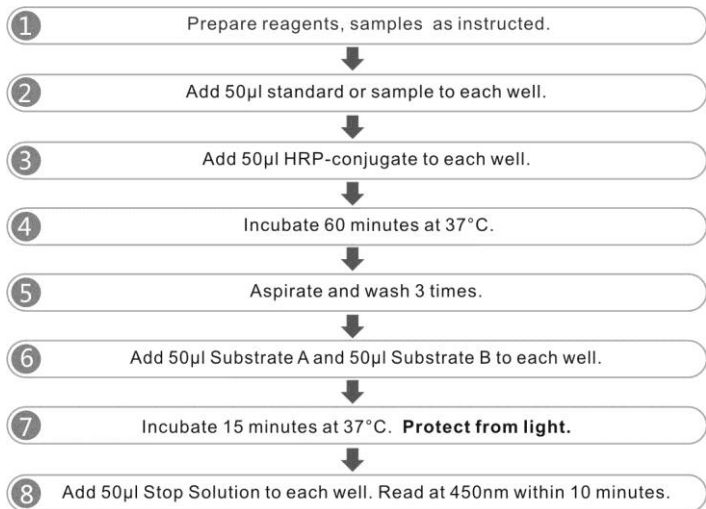 1 Prepare reagents, samples as instructed.
2 Add 50μl standard or sample to each well.
3 Add 50μl HRP-conjugate to each well.
4 Incubate 60 minutes at 37°C.
5 Aspirate and wash 3 times.
6 Add 50μl Substrate A and 50μl Substrate B to each well.
7 Incubate 15 minutes at 37°C. Protect from light.
8 Add 50μl Stop Solution to each well. Read at 450nm within 10 minutes.